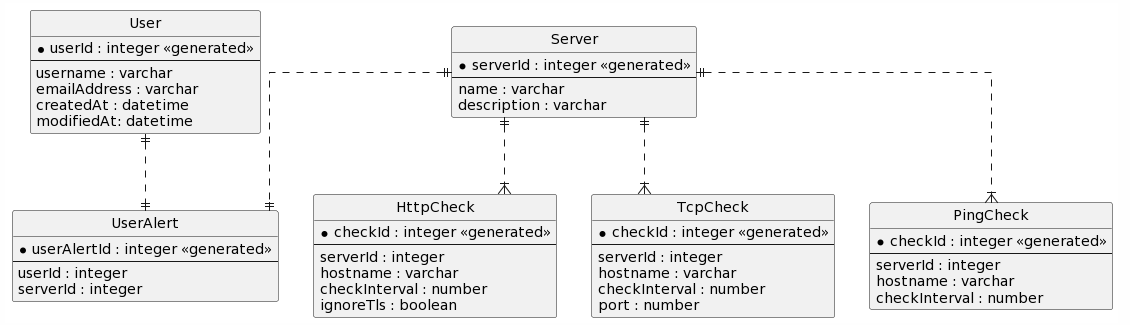 User
* userId : integer «generated»
username : varchar
emailAddress : varchar
createdAt : datetime
modifiedAt: datetime
Server
* serverId : integer «generated»
name : varchar
description : varchar
UserAlert
* userAlertId : integer «generated»
userId : integer
serverId : integer
HttpCheck
* checkId : integer «generated»
serverId : integer
hostname : varchar
checkInterval : number
ignoreTls : boolean
TcpCheck
* checkId : integer «generated»
serverId : integer
hostname : varchar
checkInterval : number
port : number
PingCheck
* checkId : integer «generated»
serverId : integer
hostname : varchar
checkInterval : number